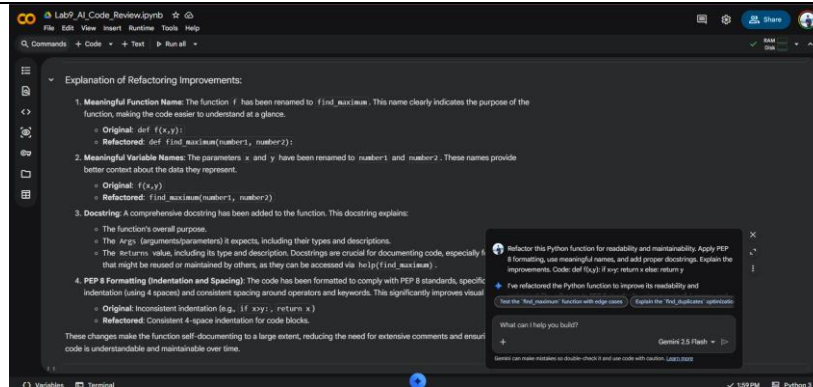 Lab9_AI_Code_Review.ipynb
File Edit View Insert Runtime Tools Help
Share
Commands + Code + Text Run all
RAM
Disk
Explanation of Refactoring Improvements:
1. Meaningful Function Name: The function f has been renamed to find_maximum. This name clearly indicates the purpose of the
function, making the code easier to understand at a glance.
Original: def f(x,y):
Refactored: def find_maximum(number1, number2):
2. Meaningful Variable Names: The parameters x and y have been renamed to number1 and number2. These names provide
better context about the data they represent.
Original: f(x,y)
Refactored: find_maximum(number1, number2)
3. Docstring: A comprehensive docstring has been added to the function. This docstring explains:
The function's overall purpose.
The Args (arguments/parameters) it expects, including their types and descriptions.
The Returns value, including its type and description. Docstrings are crucial for documenting code, especially f
that might be reused or maintained by others, as they can be accessed via help(find_maximum).
4. PEP 8 Formatting (Indentation and Spacing): The code has been formatted to comply with PEP 8 standards, specific
indentation (using 4 spaces) and consistent spacing around operators and keywords. This significantly improves visual
Original: Inconsistent indentation (e.g., if x>y:, return x)
Refactored: Consistent 4-space indentation for code blocks.
These changes make the function self-documenting to a large extent, reducing the need for extensive comments and ensuri
code is understandable and maintainable over time.
Refactor this Python function for readability and maintainability. Apply PEP
8 formatting, use meaningful names, and add proper docstrings. Explain the
improvements. Code: def f(x,y): if x>y: return x else: return y
I've refactored the Python function to improve its readability and
Test the `find_maximum` function with edge cases
Explain the `find_duplicates` optimizatio
What can I help you build?
+ Gemini 2.5 Flash
Gemini can make mistakes so double-check it and use code with caution. Learn more
Variables Terminal
1:59 PM Python 3